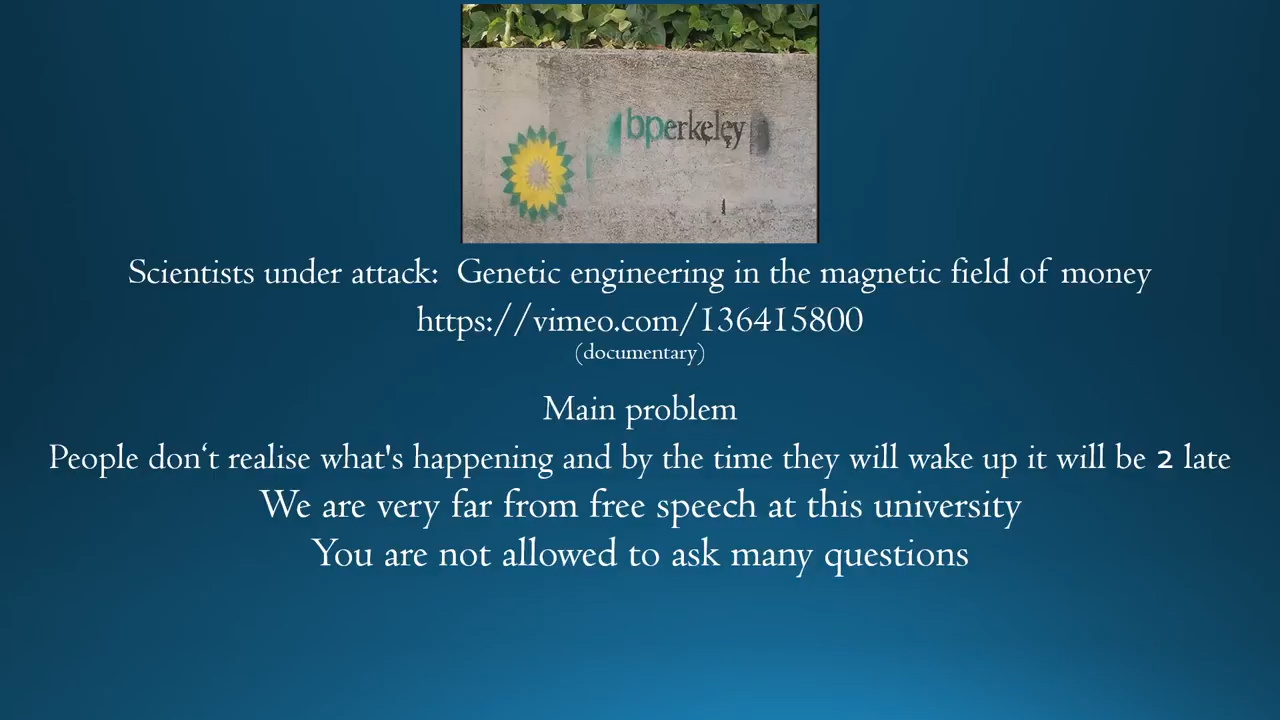 bperkeley
Scientists under attack:  Genetic engineering in the magnetic field of money
https://vimeo.com/136415800
(documentary)
Main problem
People don‘t realise what's happening and by the time they will wake up it will be 2 late
We are very far from free speech at this university
You are not allowed to ask many questions